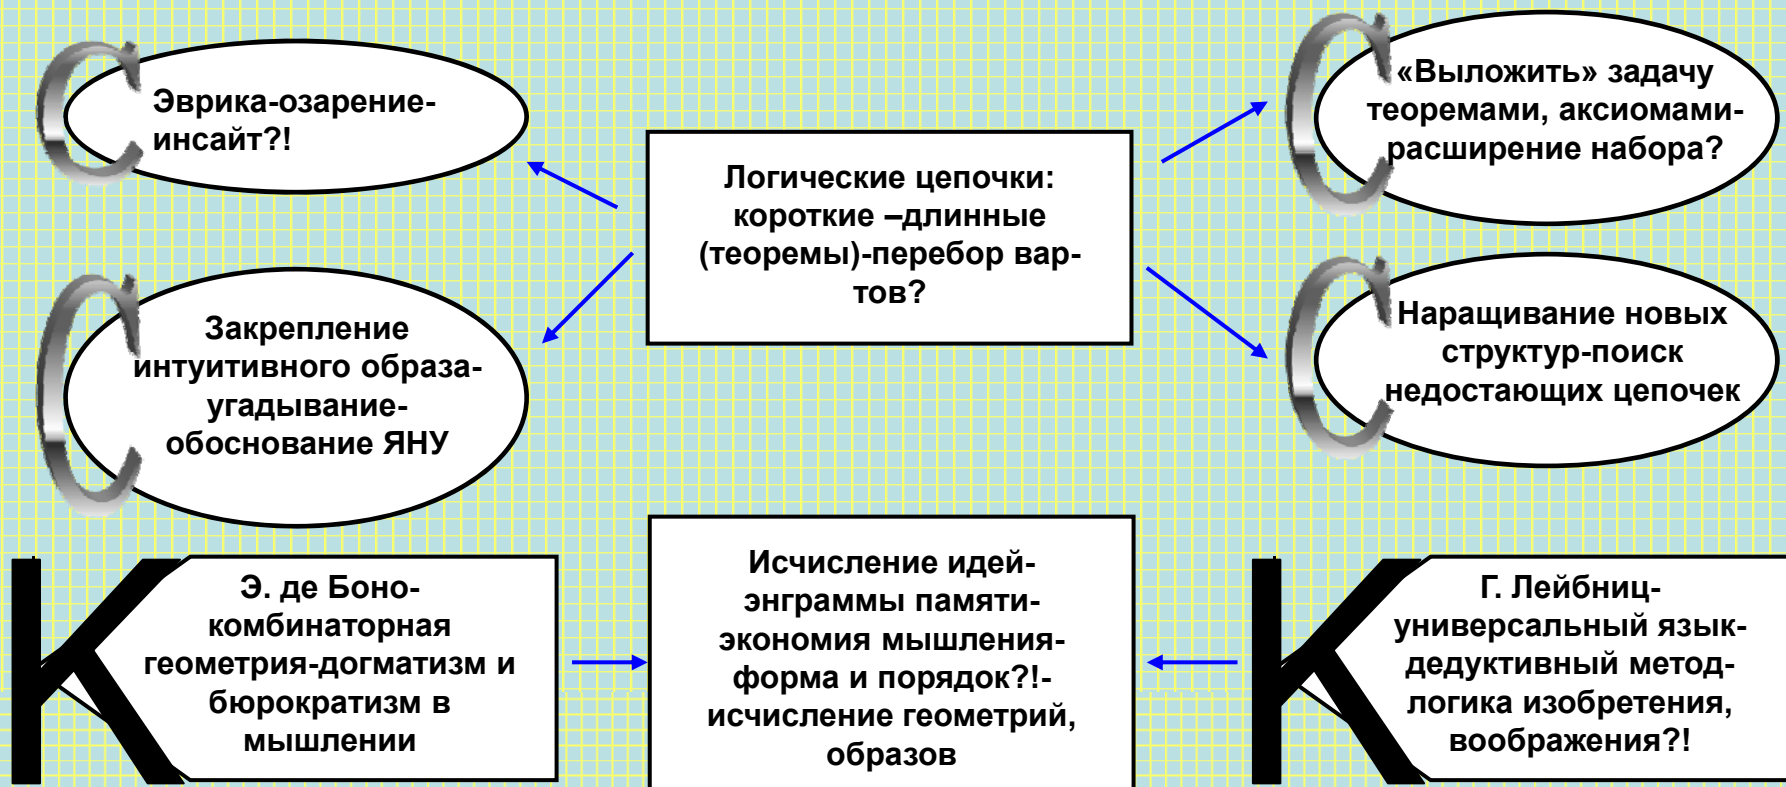 С
Эврика-озарение-
инсайт?!
Логические цепочки:
короткие –длинные
(теоремы)-перебор вар-
тов?
С
«Выложить» задачу
теоремами, аксиомами-
расширение набора?
С
Закрепление
интуитивного образа-
угадывание-
обоснование ЯНУ
С
Наращивание новых
структур-поиск
недостающих цепочек
К
Э. де Боно-
комбинаторная
геометрия-догматизм и
бюрократизм в
мышлении
Исчисление идей-
энграммы памяти-
экономия мышления-
форма и порядок?!-
исчисление геометрий,
образов
К
Г. Лейбниц-
универсальный язык-
дедуктивный метод-
логика изобретения,
воображения?!